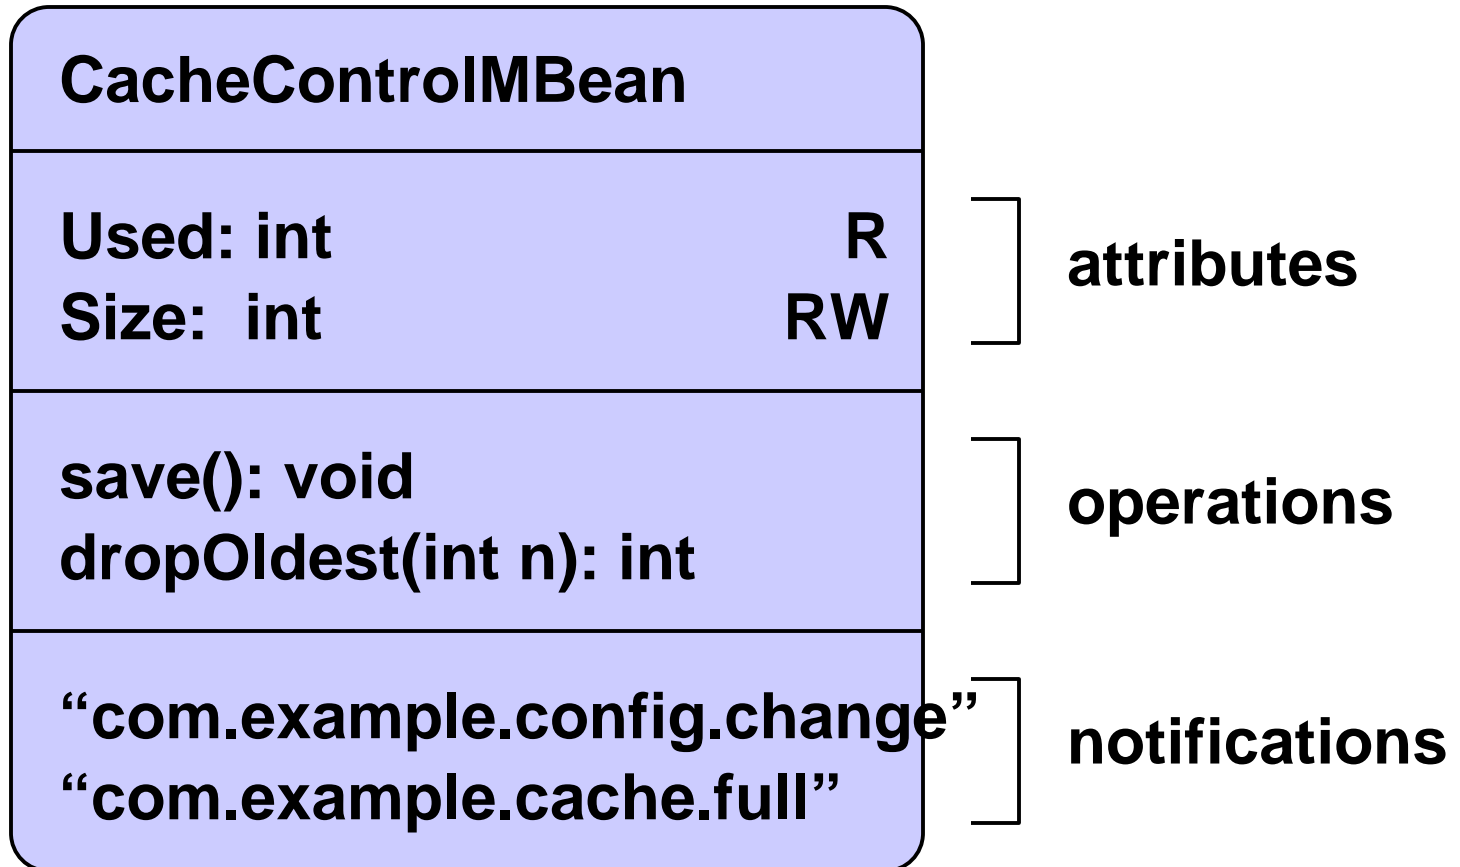 CacheControlMBean
Used: int R
Size: int RW
attributes
save(): void
dropOldest(int n): int
operations
“com.example.config.change”
“com.example.cache.full”
notifications